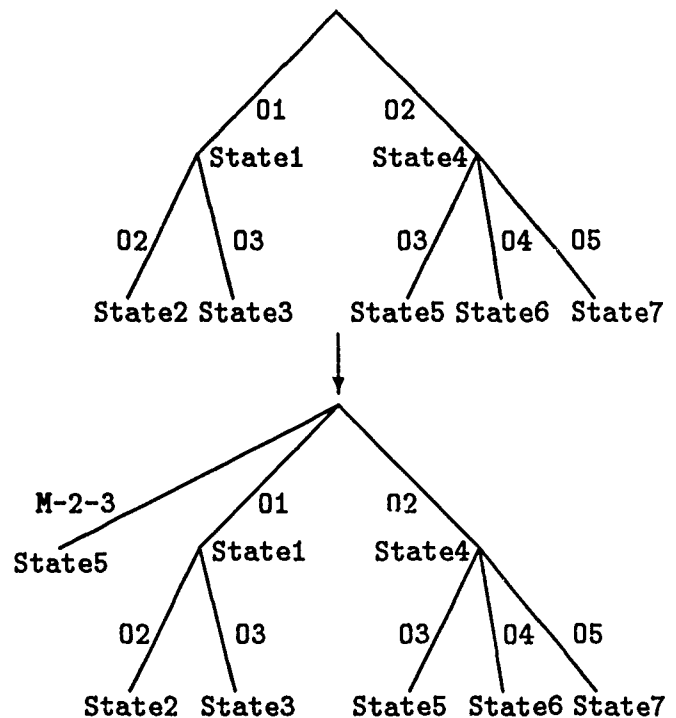 O1 O2
State1 State4
O2 O3 O3 O4 O5
State2 State3 State5 State6 State7
M-2-3 O1 O2
State5 State1 State4
O2 O3 O3 O4 O5
State2 State3 State5 State6 State7